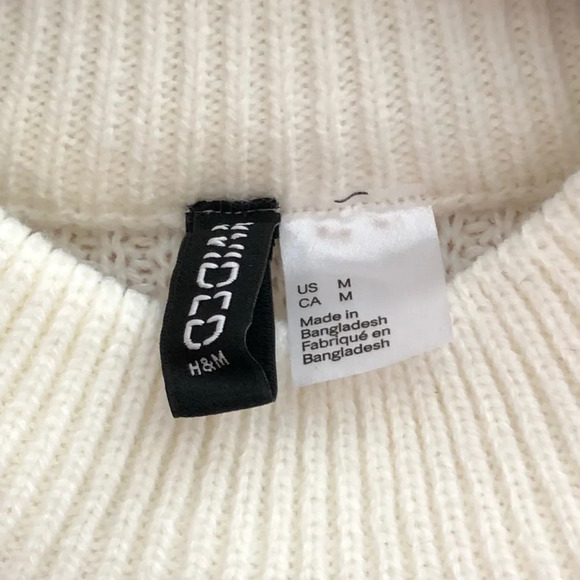 H&M
US M
CA M
Made in
Bangladesh
Fabriqué en
Bangladesh